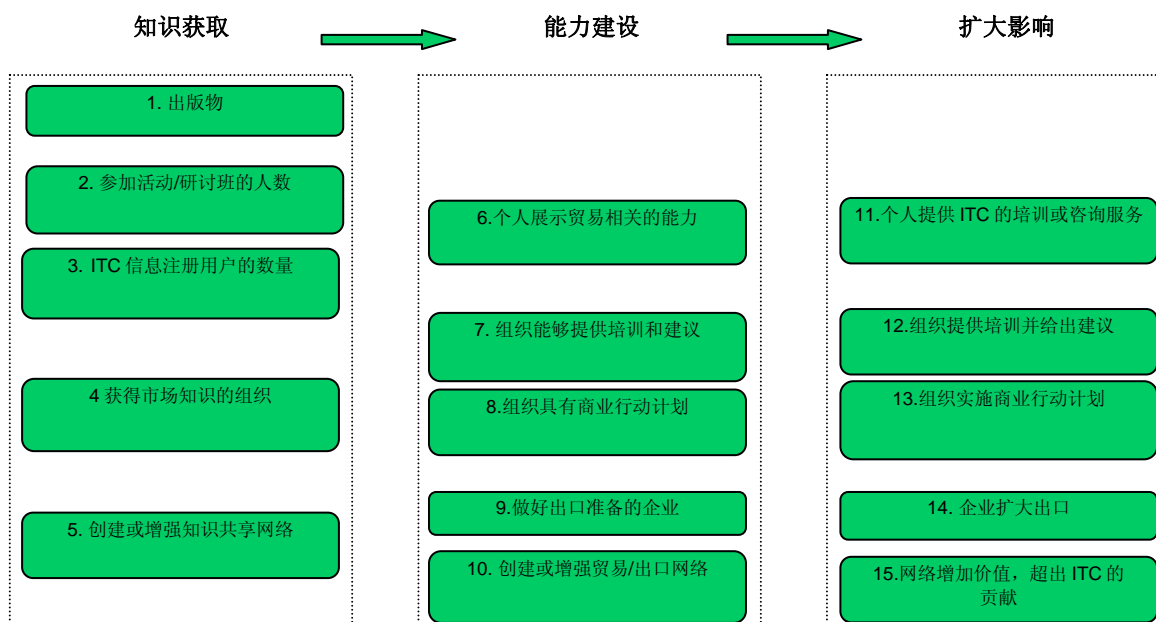 知识获取
能力建设
扩大影响
1. 出版物
2. 参加活动/研讨班的人数
3. ITC 信息注册用户的数量
4 获得市场知识的组织
5. 创建或增强知识共享网络
6.个人展示贸易相关的能力
7. 组织能够提供培训和建议
8.组织具有商业行动计划
9.做好出口准备的企业
10. 创建或增强贸易/出口网络
11.个人提供 ITC 的培训或咨询服务
12.组织提供培训并给出建议
13.组织实施商业行动计划
14. 企业扩大出口
15.网络增加价值，超出 ITC 的
贡献